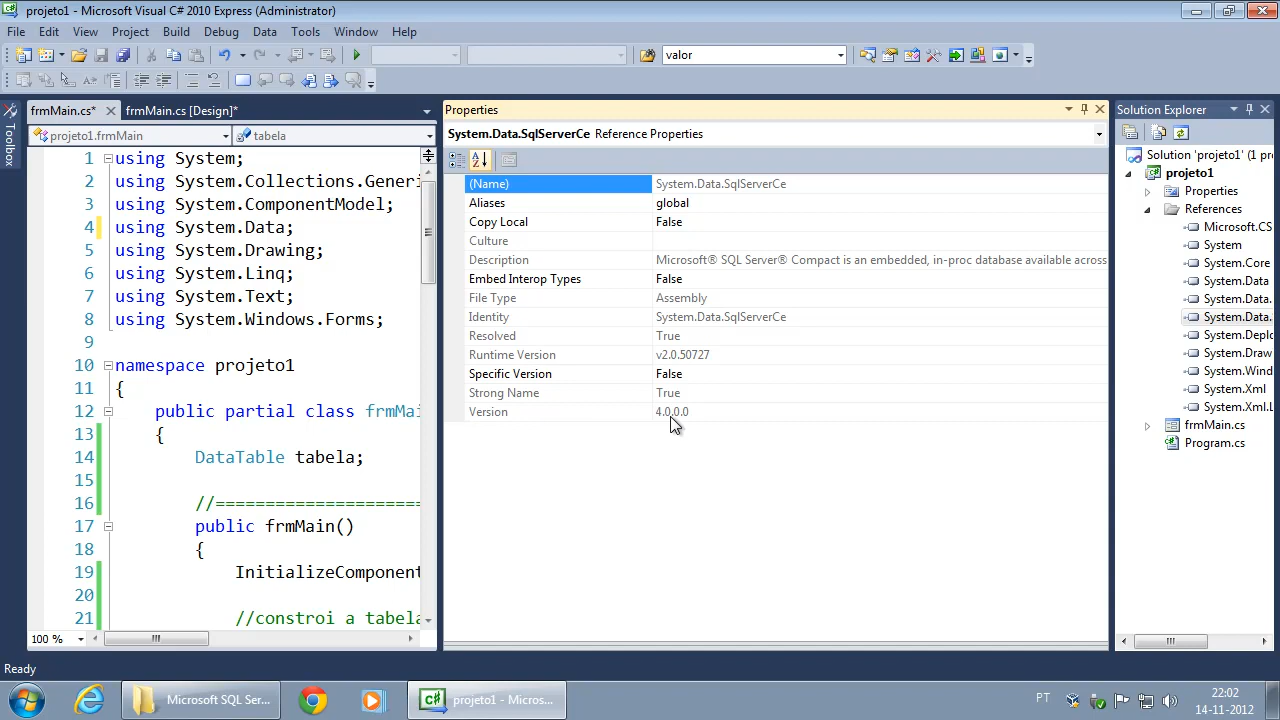 projeto1 - Microsoft Visual C# 2010 Express (Administrator)
File Edit View Project Build Debug Data Tools Window Help
valor
frmMain.cs* frmMain.cs [Design]*
projeto1.frmMain tabela
Toolbox
1 using System;
2 using System.Collections.Generi
3 using System.ComponentModel;
4 using System.Data;
5 using System.Drawing;
6 using System.Linq;
7 using System.Text;
8 using System.Windows.Forms;
9
10 namespace projeto1
11 {
12 public partial class frmMai
13 {
14 DataTable tabela;
15
16 //=====================
17 public frmMain()
18 {
19 InitializeComponent
20
21 //constroi a tabela
100 %
Properties
System.Data.SqlServerCe Reference Properties
(Name) System.Data.SqlServerCe
Aliases global
Copy Local False
Culture
Description Microsoft® SQL Server® Compact is an embedded, in-proc database available across
Embed Interop Types False
File Type Assembly
Identity System.Data.SqlServerCe
Resolved True
Runtime Version v2.0.50727
Specific Version False
Strong Name True
Version 4.0.0.0
Solution Explorer
Solution 'projeto1' (1 pr
projeto1
Properties
References
Microsoft.CS
System
System.Core
System.Data
System.Data.
System.Data.
System.Deplo
System.Draw
System.Wind
System.Xml
System.Xml.L
frmMain.cs
Program.cs
Ready
Microsoft SQL Ser...
projeto1 - Micros...
PT
22:02
14-11-2012